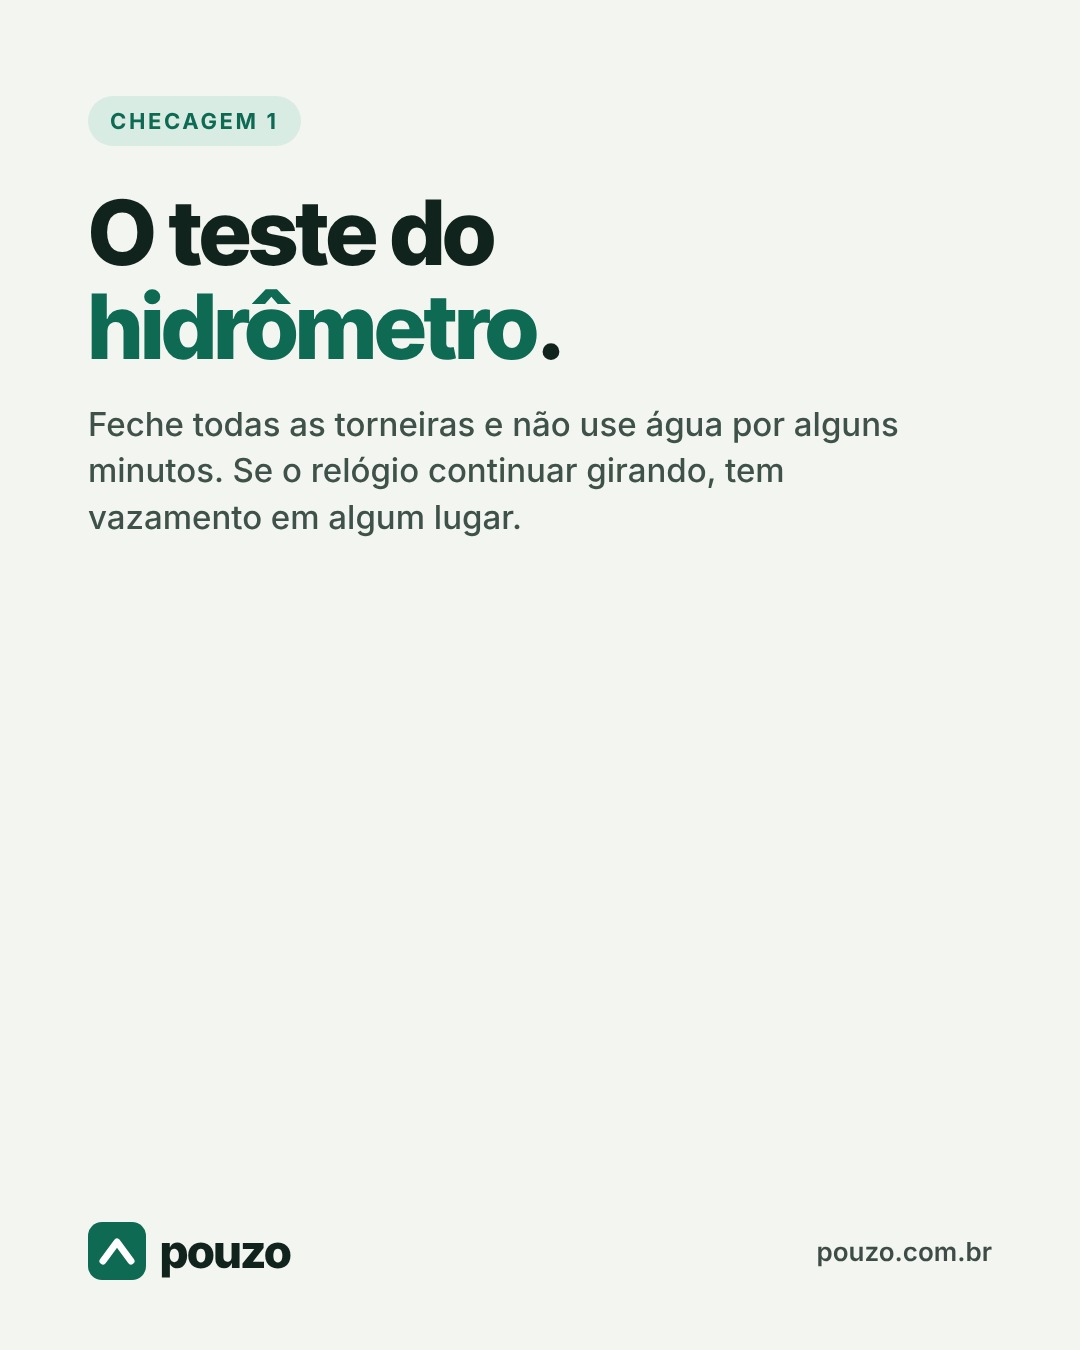 CHECAGEM 1
O teste do
hidrômetro.
Feche todas as torneiras e não use água por alguns
minutos. Se o relógio continuar girando, tem
vazamento em algum lugar.
pouzo
pouzo.com.br